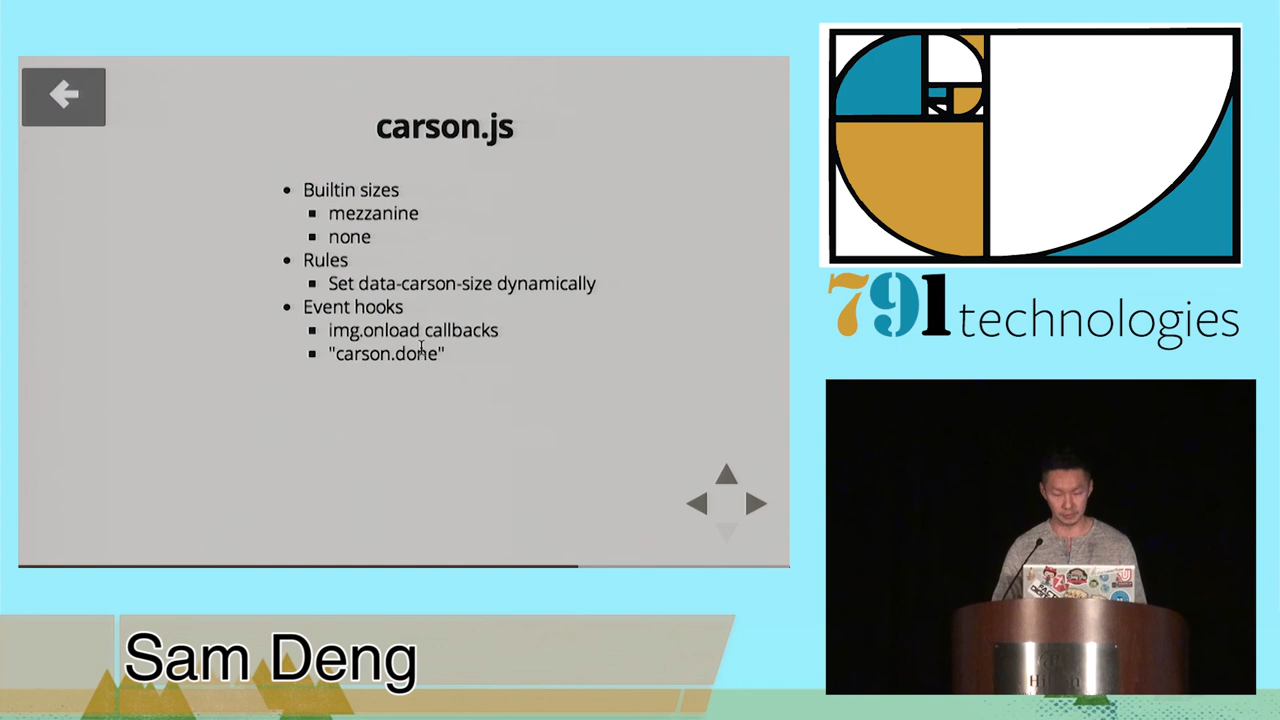 carson.js
Builtin sizes
mezzanine
none
Rules
Set data-carson-size dynamically
Event hooks
img.onload callbacks
"carson.done"
791 technologies
Sam Deng